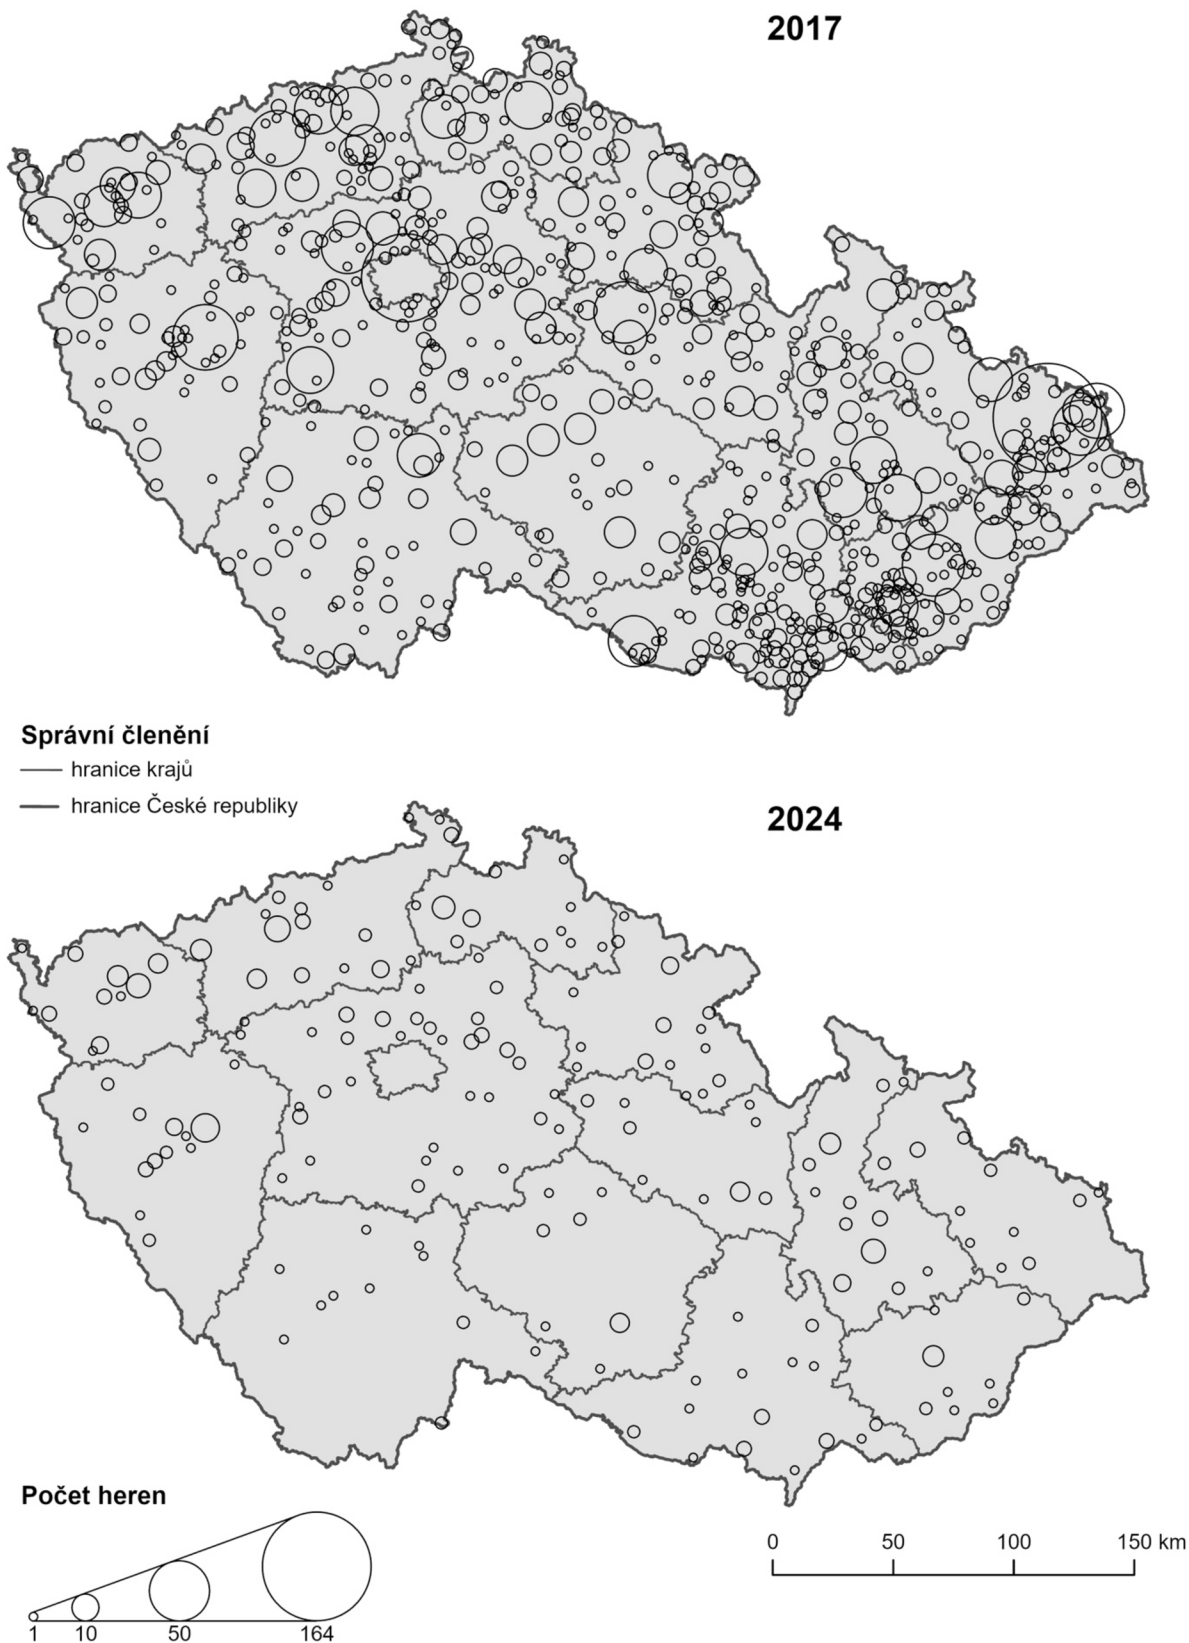 2017
Správní členění
hranice krajů
hranice České republiky
2024
Počet heren
1 10 50 164
0 50 100 150 km